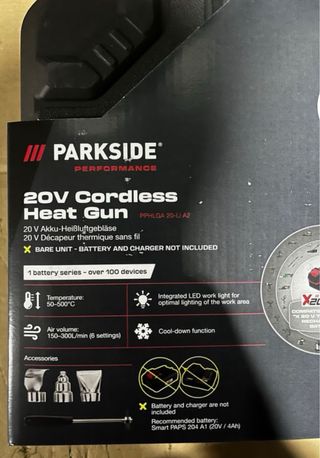 PARKSIDE®
PERFORMANCE
20V Cordless
Heat Gun PPHLGA 20-Li A2
20 V Akku-Heißluftgebläse
20 V Décapeur thermique sans fil
BARE UNIT - BATTERY AND CHARGER NOT INCLUDED
1 battery series - over 100 devices
Temperature:
50-500°C
Integrated LED work light for
optimal lighting of the work area
Air volume:
150-300L/min (6 settings)
Cool-down function
Accessories
Battery and charger are not
included
Recommended battery:
Smart PAPS 204 A1 (20V / 4Ah)
X20